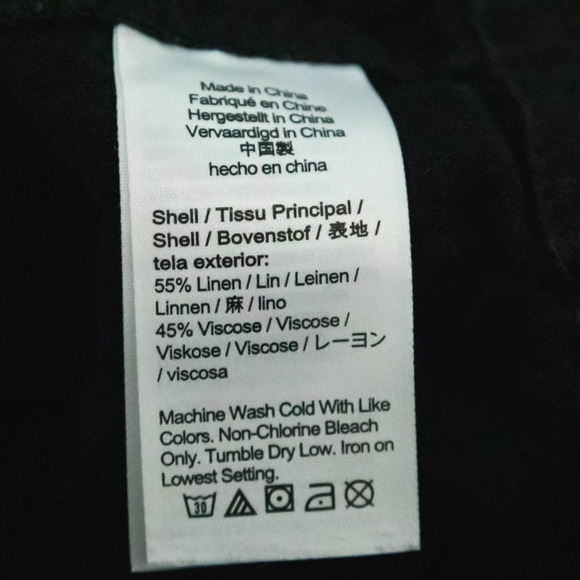 Made in China
Fabriqué en Chine
Hergestellt in China
Vervaardigd in China
中国製
hecho en china
Shell / Tissu Principal /
Shell / Bovenstof / 表地 /
tela exterior:
55% Linen / Lin / Leinen /
Linnen / 麻 / lino
45% Viscose / Viscose /
Viskose / Viscose / レーヨン
/ viscosa
Machine Wash Cold With Like
Colors. Non-Chlorine Bleach
Only. Tumble Dry Low. Iron on
Lowest Setting.
30